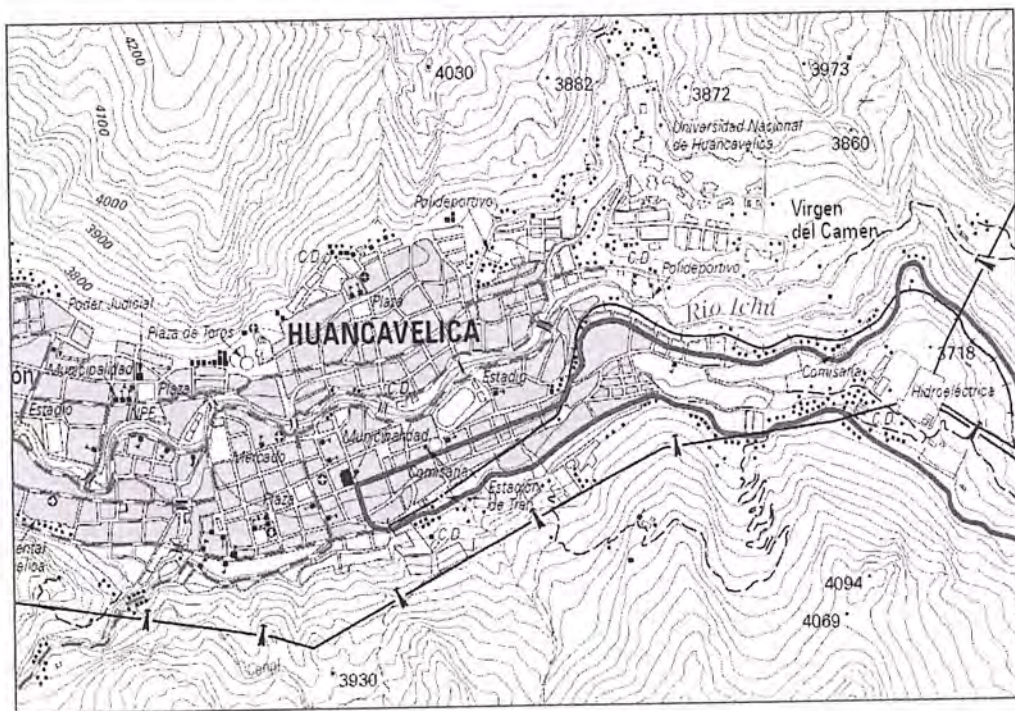 4200
4100
4000
3900
3800
4030
3882
3872
3973
3860
Universidad Nacional
de Huancavelica
Virgen
del Camen
Polideportivo
C.D.
Plaza
C.D.
Polideportivo
Río Ichu
Poder Judicial
Plaza de Toros
HUANCAVELICA
Municipalidad
Plaza
Estadio
C.D.
Estadio
Comisaría
3718
Hidroeléctrica
C.D.
Municipalidad
Mercado
Comisaría
Plaza
Estación
de Tren
C.D.
4094
4069
Canal
3930